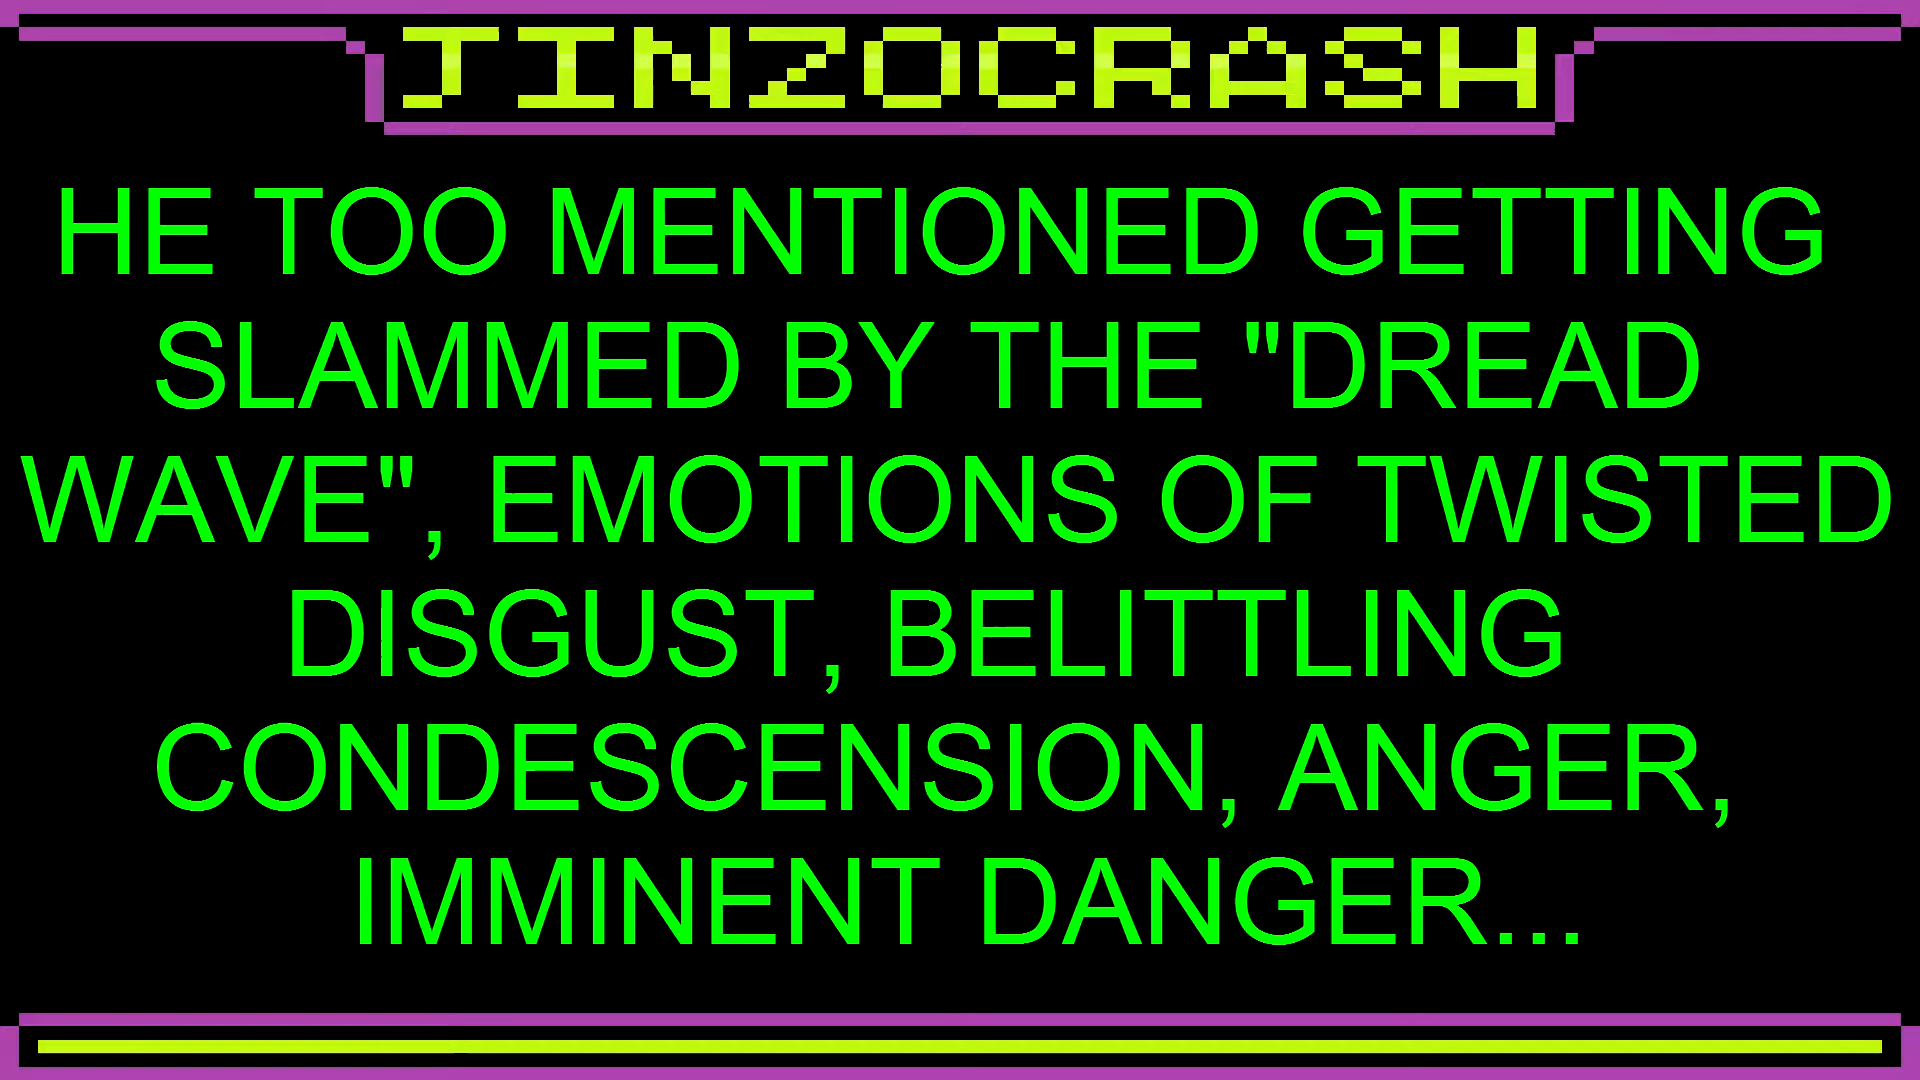 JINZOCRASH
HE TOO MENTIONED GETTING
SLAMMED BY THE "DREAD
WAVE", EMOTIONS OF TWISTED
DISGUST, BELITTLING
CONDESCENSION, ANGER,
IMMINENT DANGER...